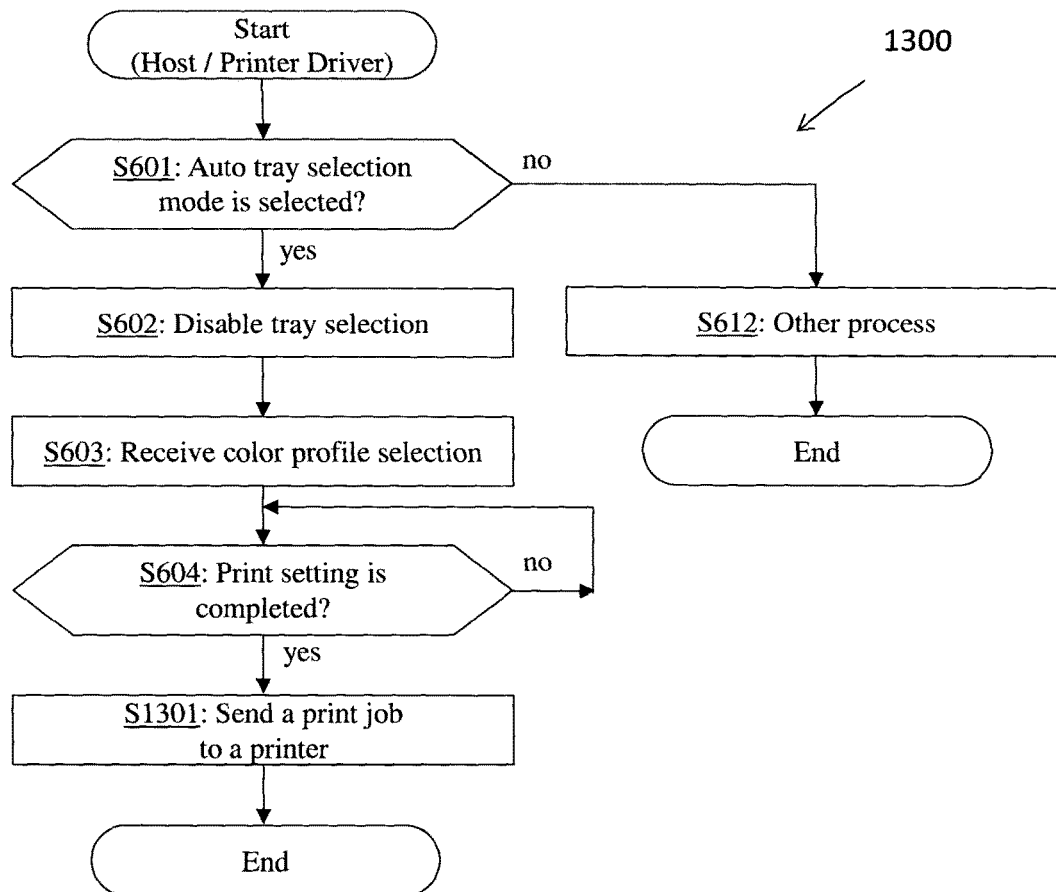 Start
(Host / Printer Driver)
1300
S601: Auto tray selection
mode is selected?
no
yes
S602: Disable tray selection
S612: Other process
S603: Receive color profile selection
End
S604: Print setting is
completed?
no
yes
S1301: Send a print job
to a printer
End